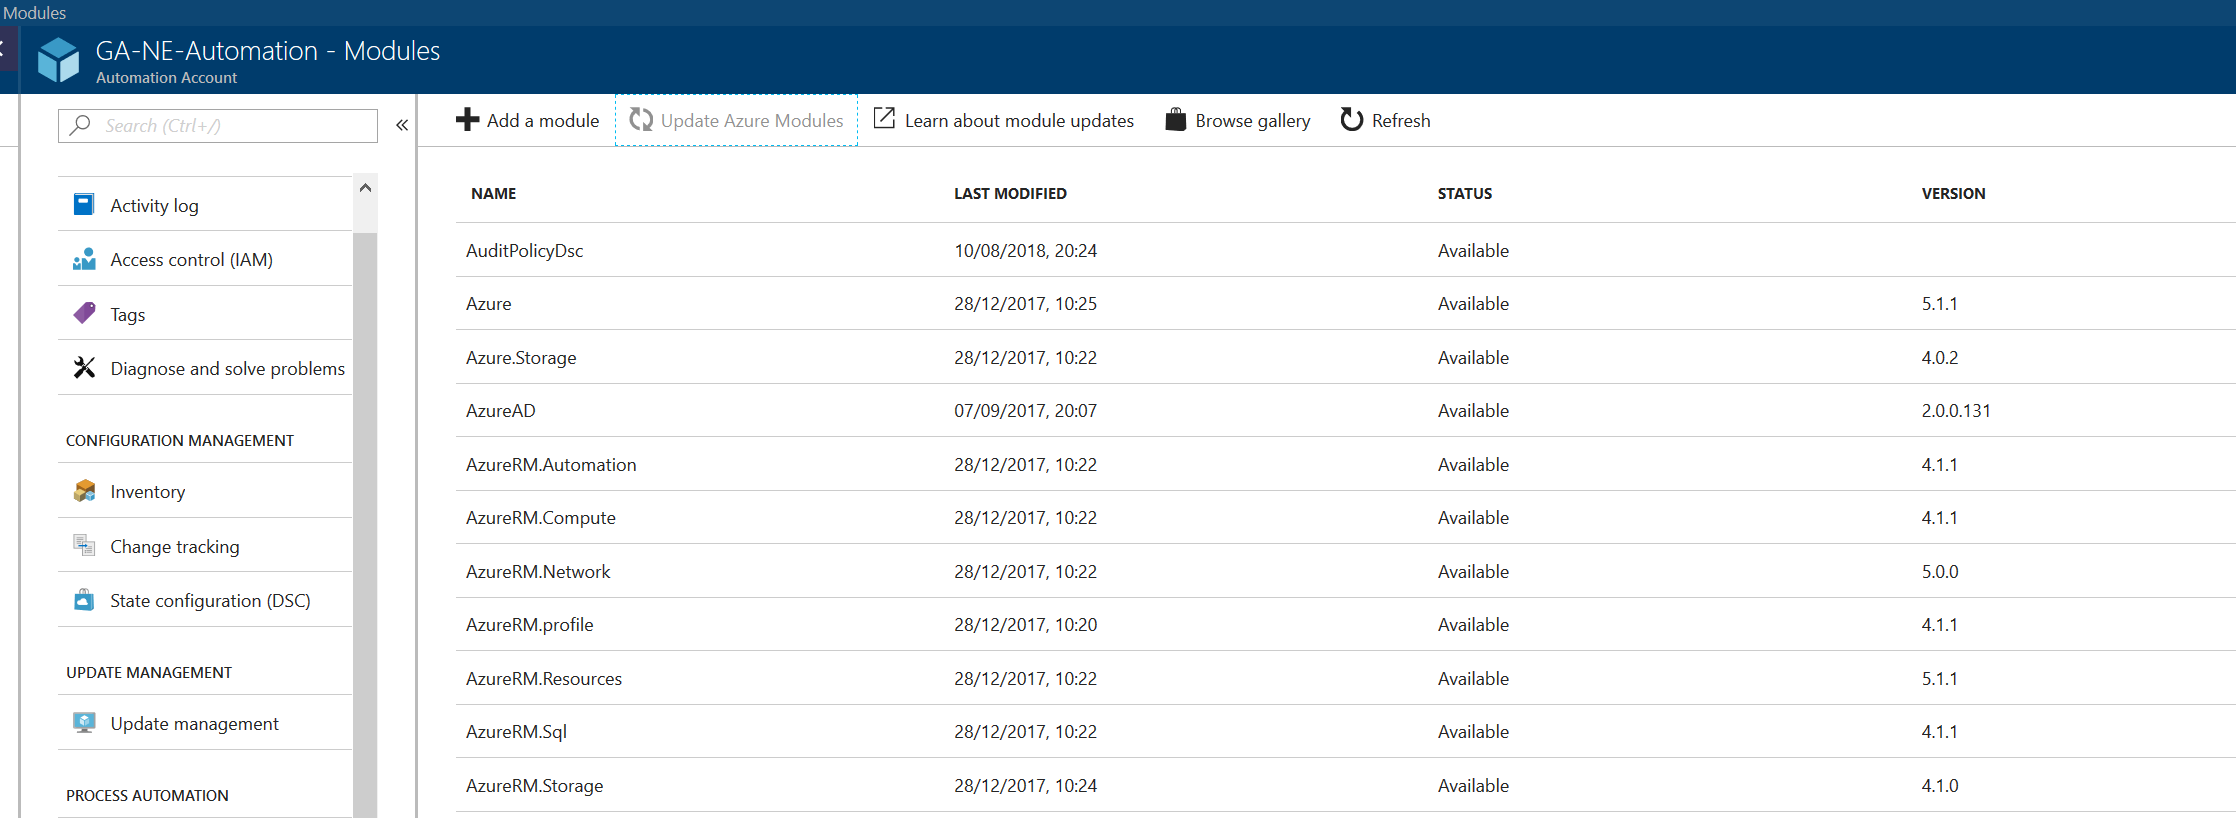 Modules
GA-NE-Automation - Modules
Automation Account
Search (Ctrl+/)
Activity log
Access control (IAM)
Tags
Diagnose and solve problems
CONFIGURATION MANAGEMENT
Inventory
Change tracking
State configuration (DSC)
UPDATE MANAGEMENT
Update management
PROCESS AUTOMATION
Add a module Update Azure Modules Learn about module updates Browse gallery Refresh
NAME LAST MODIFIED STATUS VERSION
AuditPolicyDsc 10/08/2018, 20:24 Available
Azure 28/12/2017, 10:25 Available 5.1.1
Azure.Storage 28/12/2017, 10:22 Available 4.0.2
AzureAD 07/09/2017, 20:07 Available 2.0.0.131
AzureRM.Automation 28/12/2017, 10:22 Available 4.1.1
AzureRM.Compute 28/12/2017, 10:22 Available 4.1.1
AzureRM.Network 28/12/2017, 10:22 Available 5.0.0
AzureRM.profile 28/12/2017, 10:20 Available 4.1.1
AzureRM.Resources 28/12/2017, 10:22 Available 5.1.1
AzureRM.Sql 28/12/2017, 10:22 Available 4.1.1
AzureRM.Storage 28/12/2017, 10:24 Available 4.1.0